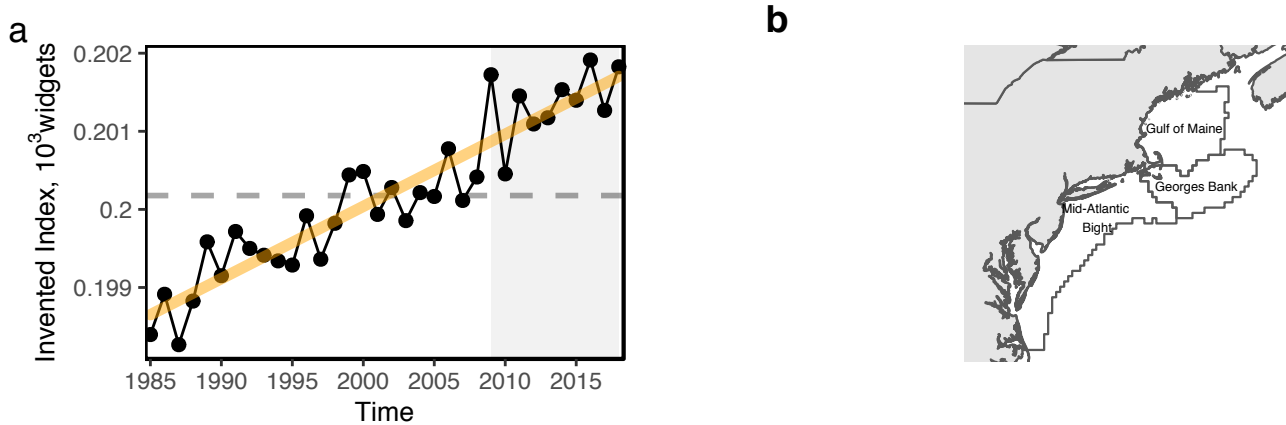 a
Invented Index, 10³widgets
0.202
0.201
0.2
0.199
1985 1990 1995 2000 2005 2010 2015
Time
b
Gulf of Maine
Georges Bank
Mid-Atlantic
Bight